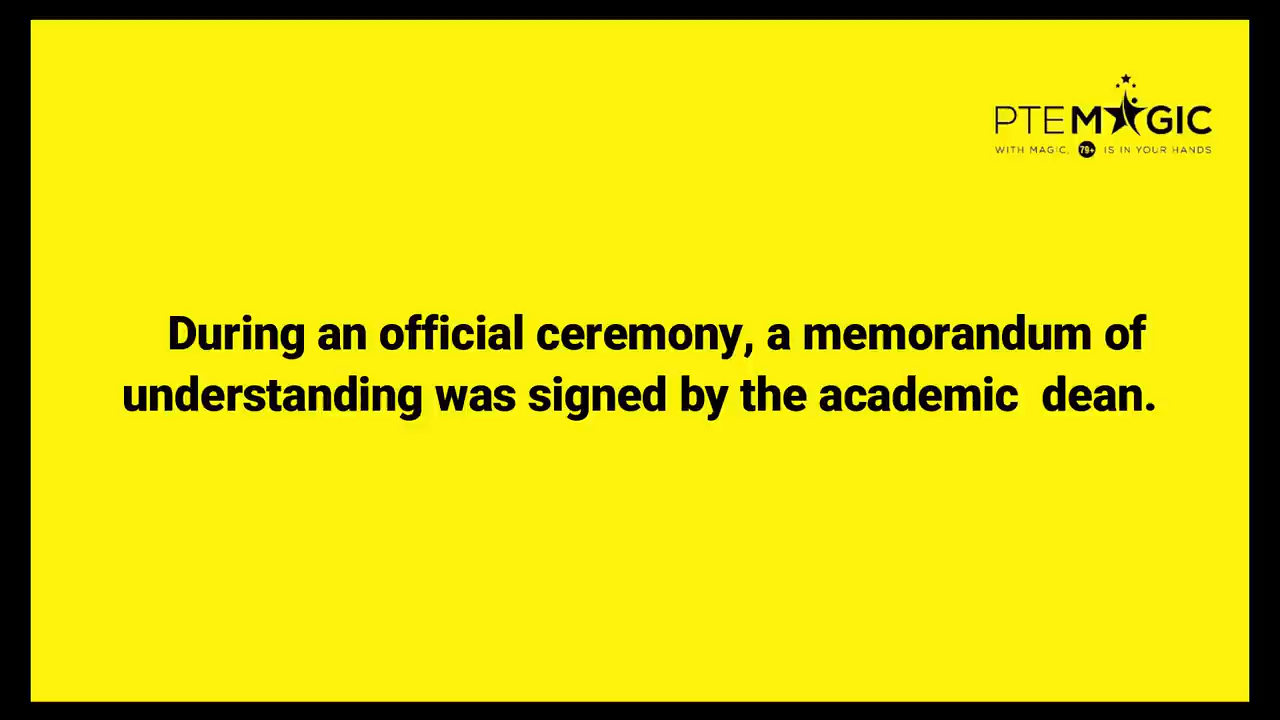 PTEMAGIC
WITH MAGIC, 79+ IS IN YOUR HANDS
During an official ceremony, a memorandum of
understanding was signed by the academic  dean.